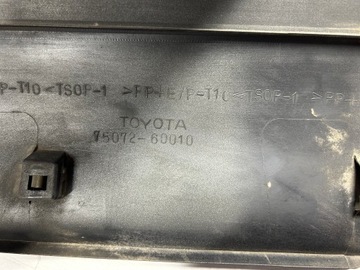 P-T10 <TSOP-1 >PP+E/P-T10 <TSOP-1 >PP-
TOYOTA
75072-60010